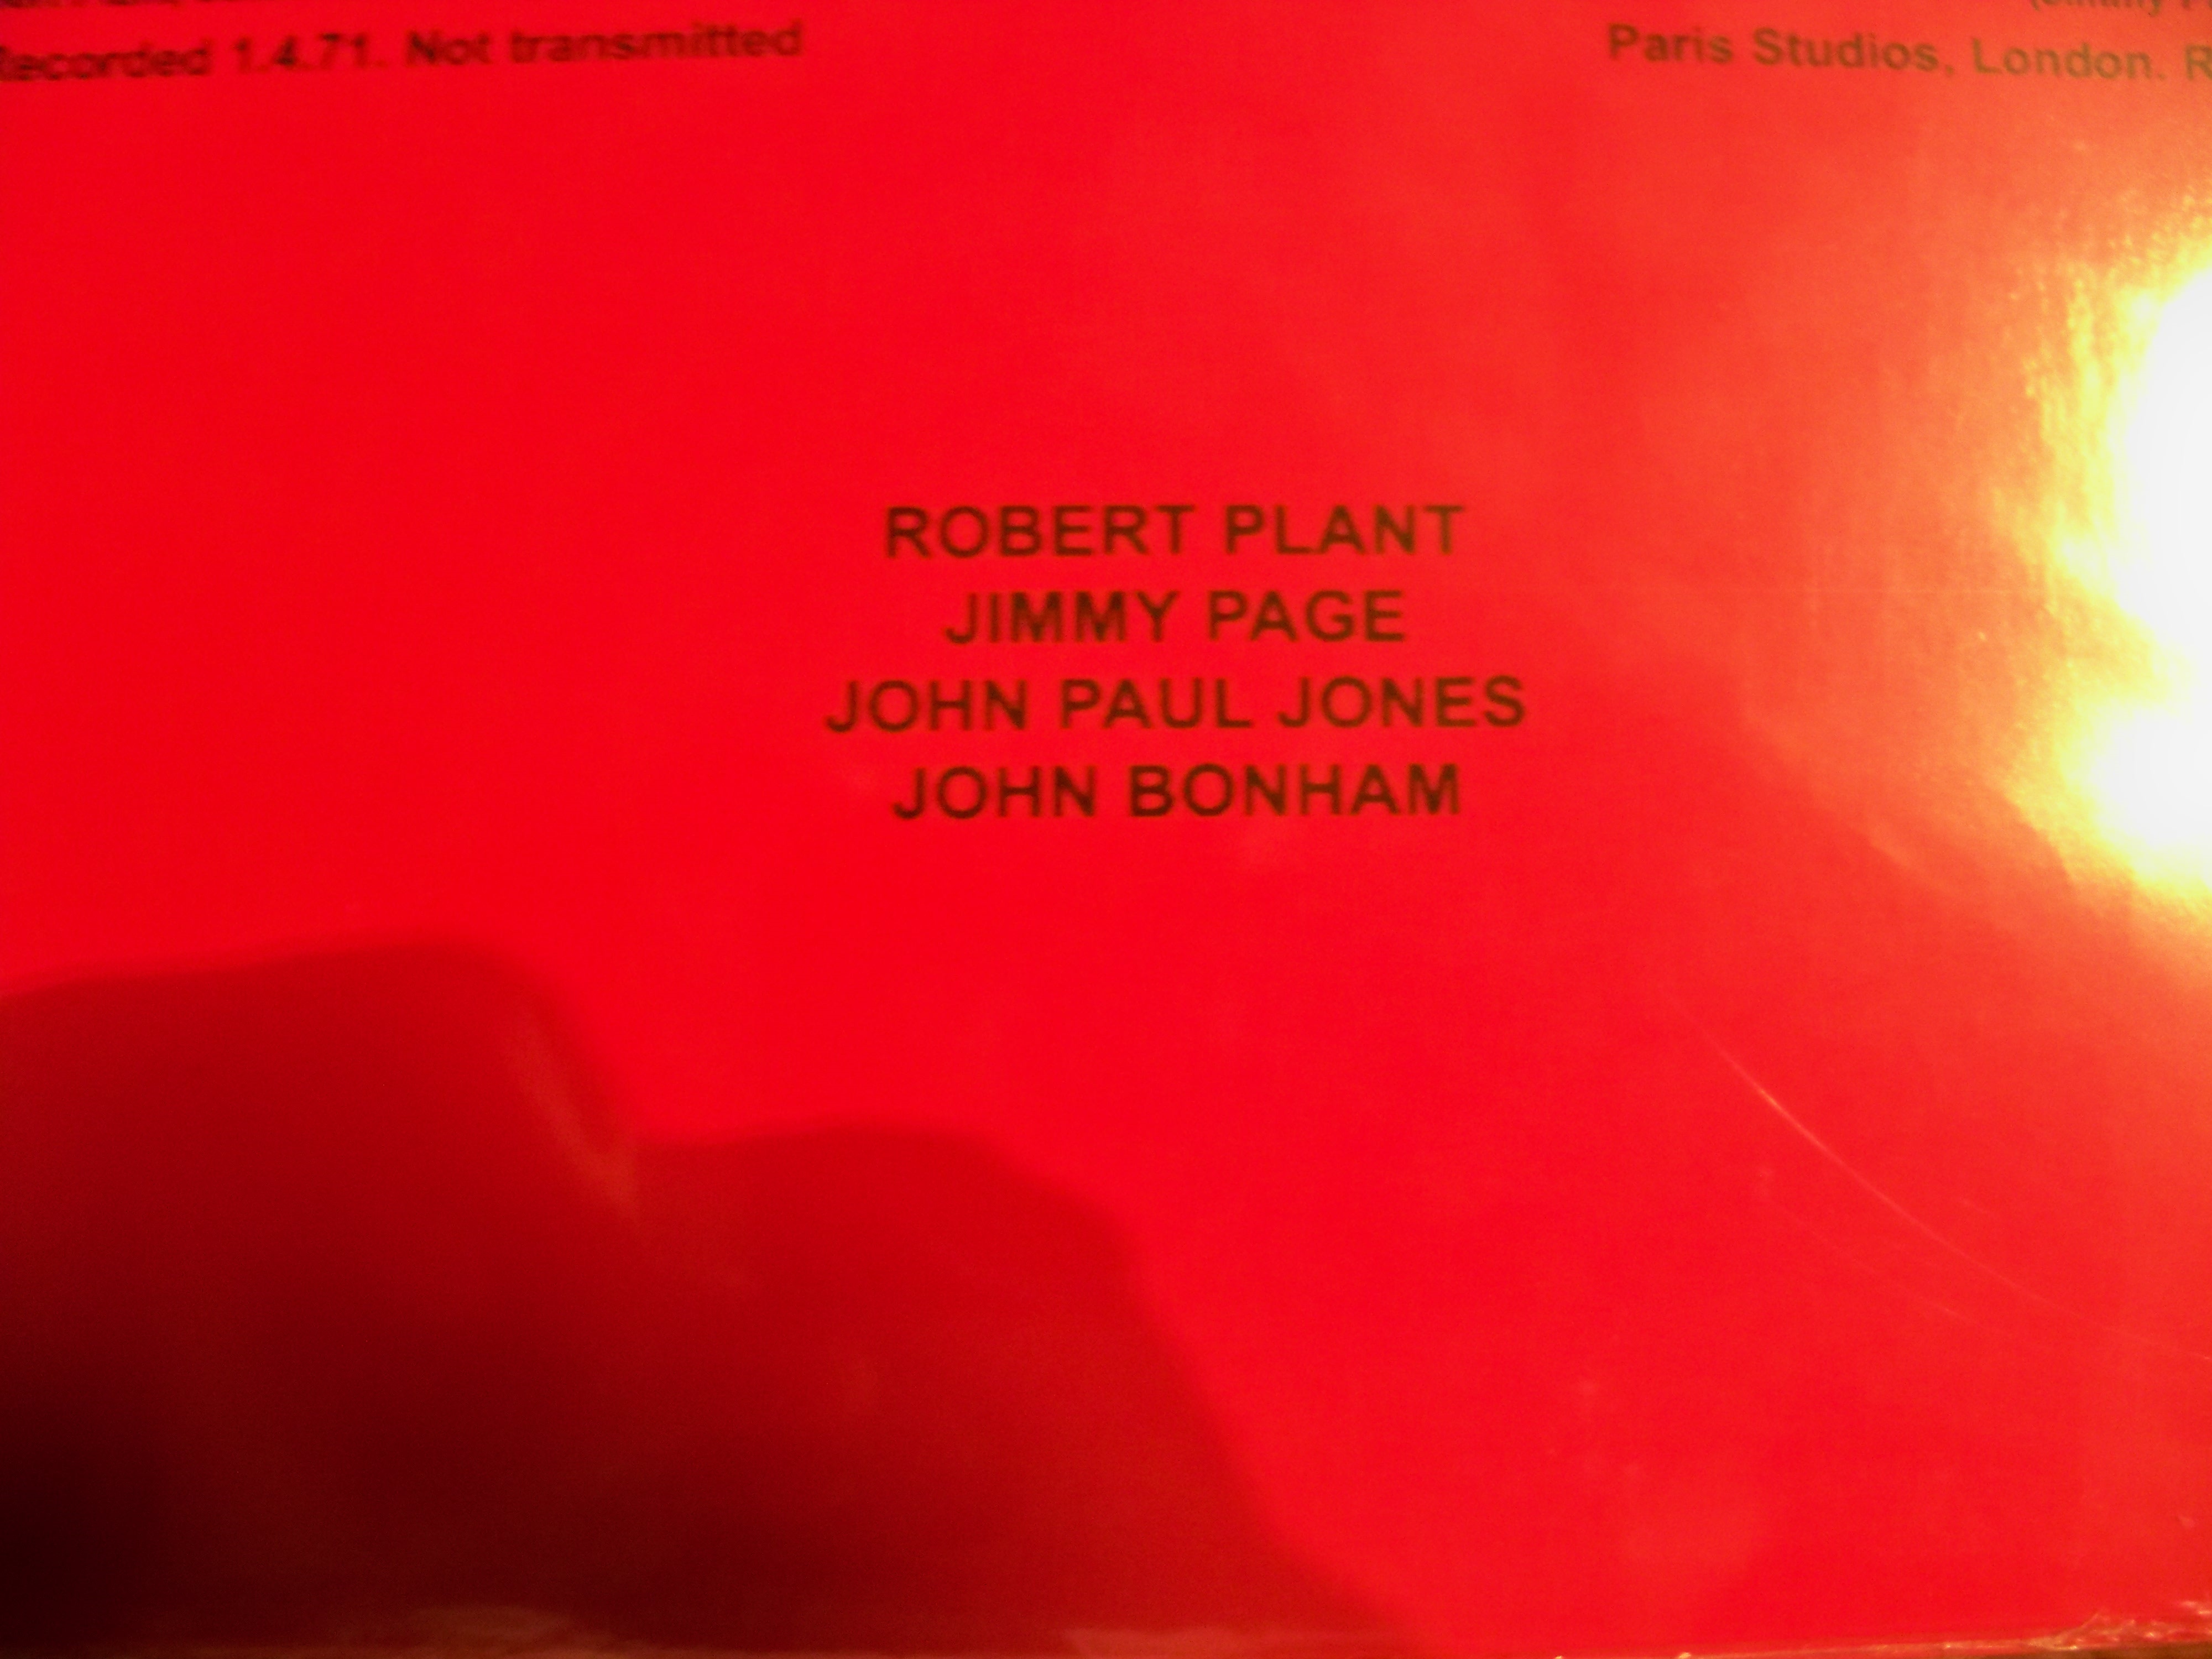 Recorded 1.4.71. Not transmitted
Paris Studios, London. R
ROBERT PLANT
JIMMY PAGE
JOHN PAUL JONES
JOHN BONHAM